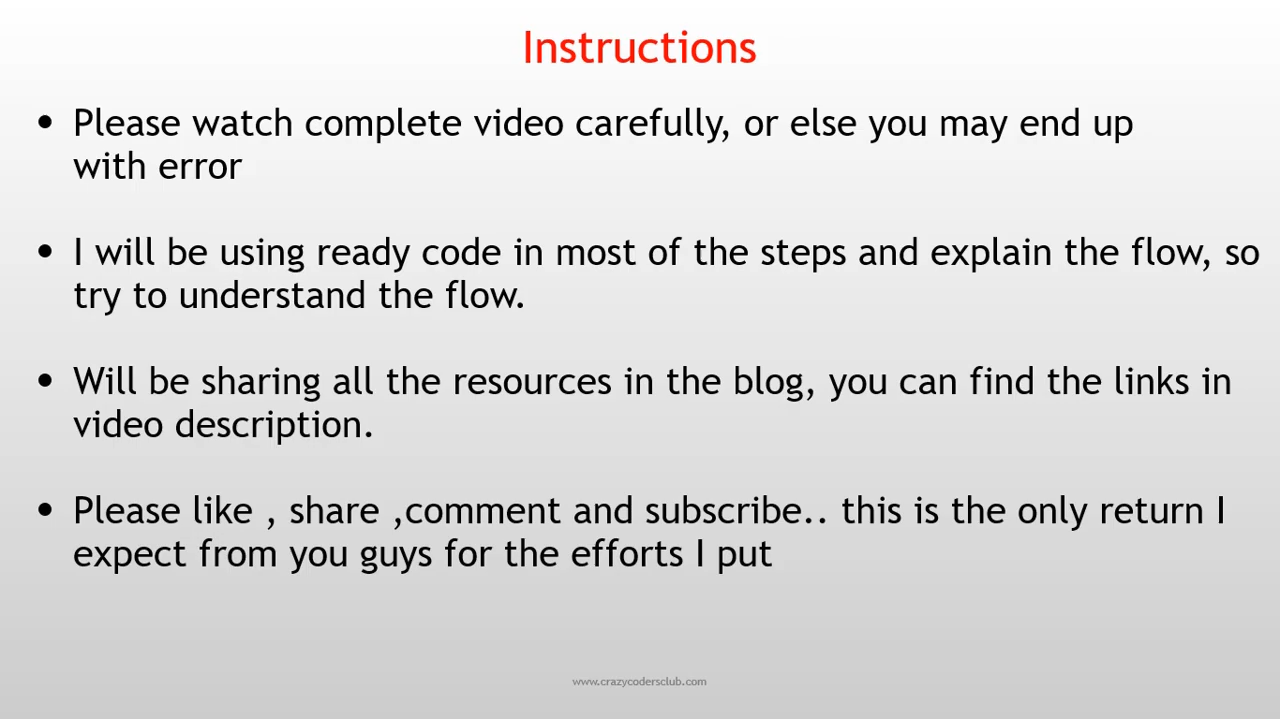 Instructions
• Please watch complete video carefully, or else you may end up
with error
• I will be using ready code in most of the steps and explain the flow, so
try to understand the flow.
• Will be sharing all the resources in the blog, you can find the links in
video description.
• Please like , share ,comment and subscribe.. this is the only return I
expect from you guys for the efforts I put
www.crazycodersclub.com